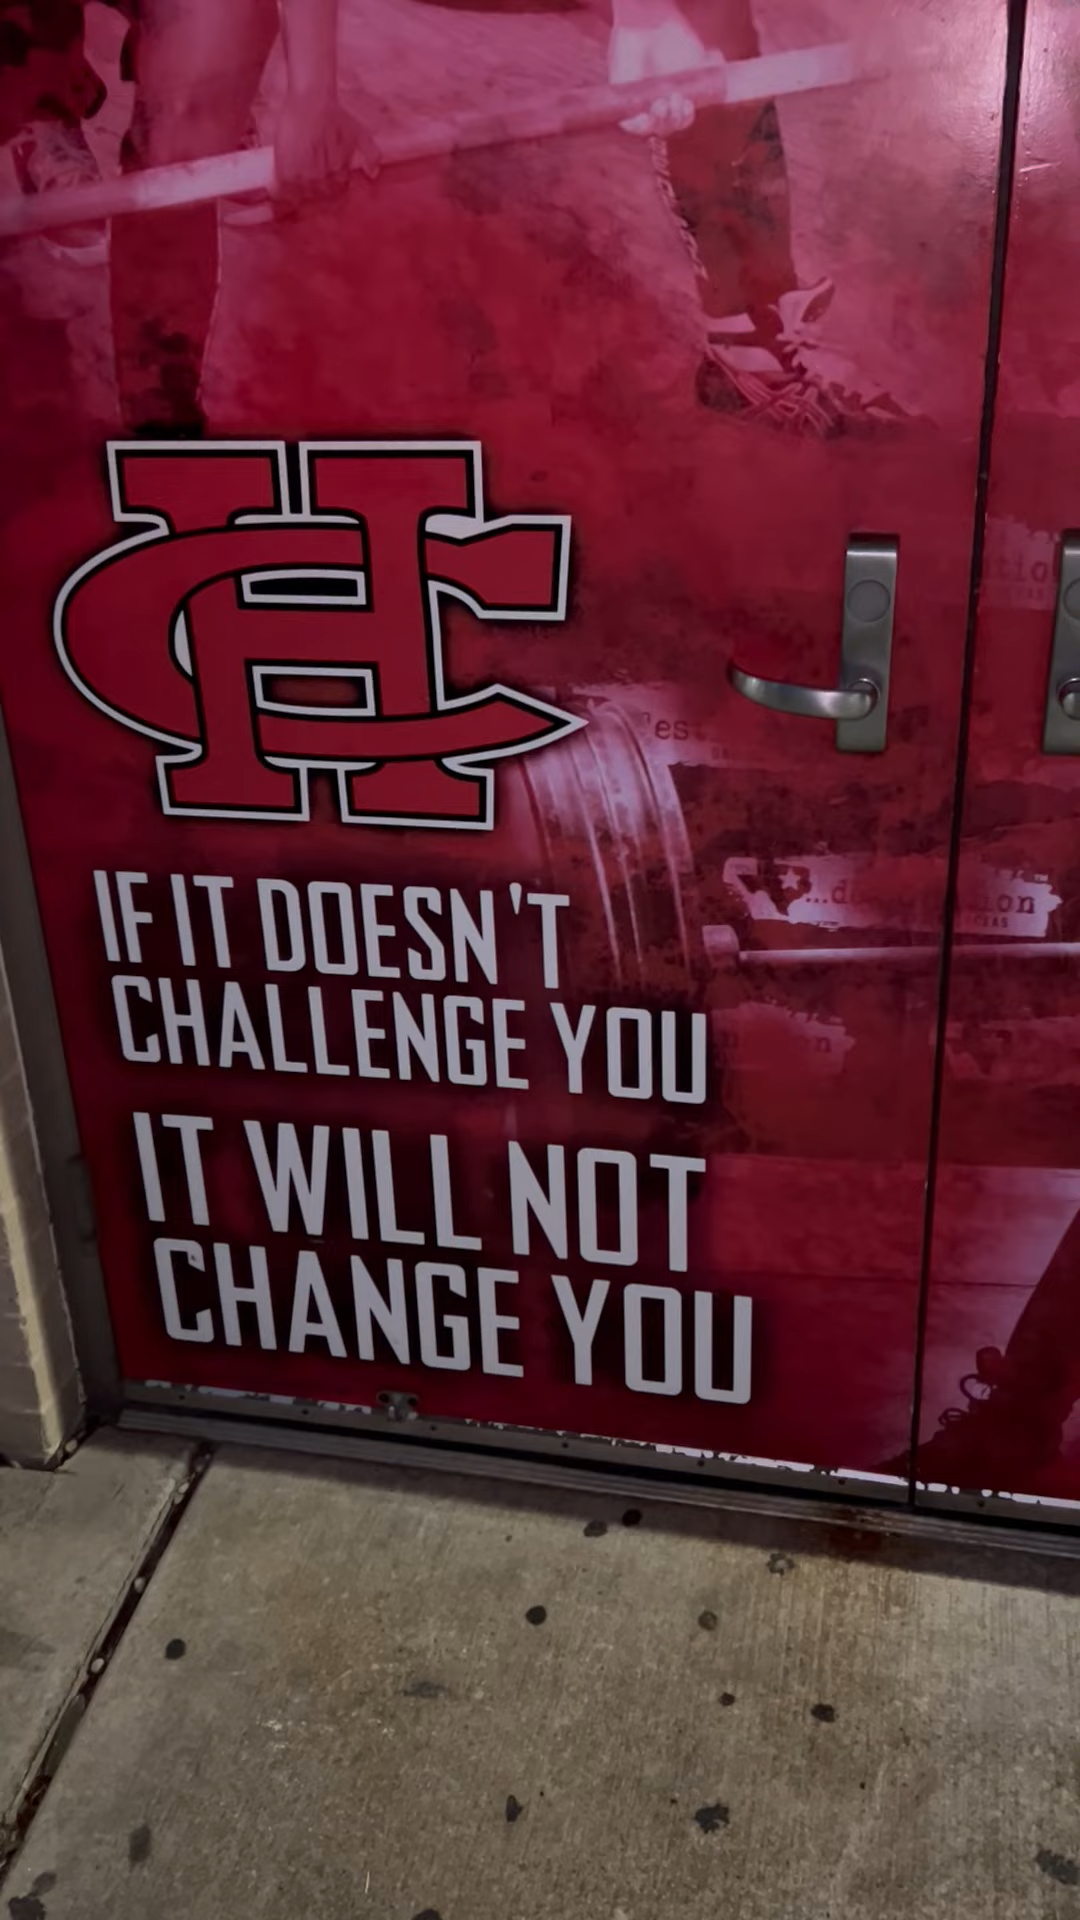 HC
IF IT DOESN'T
CHALLENGE YOU
IT WILL NOT
CHANGE YOU